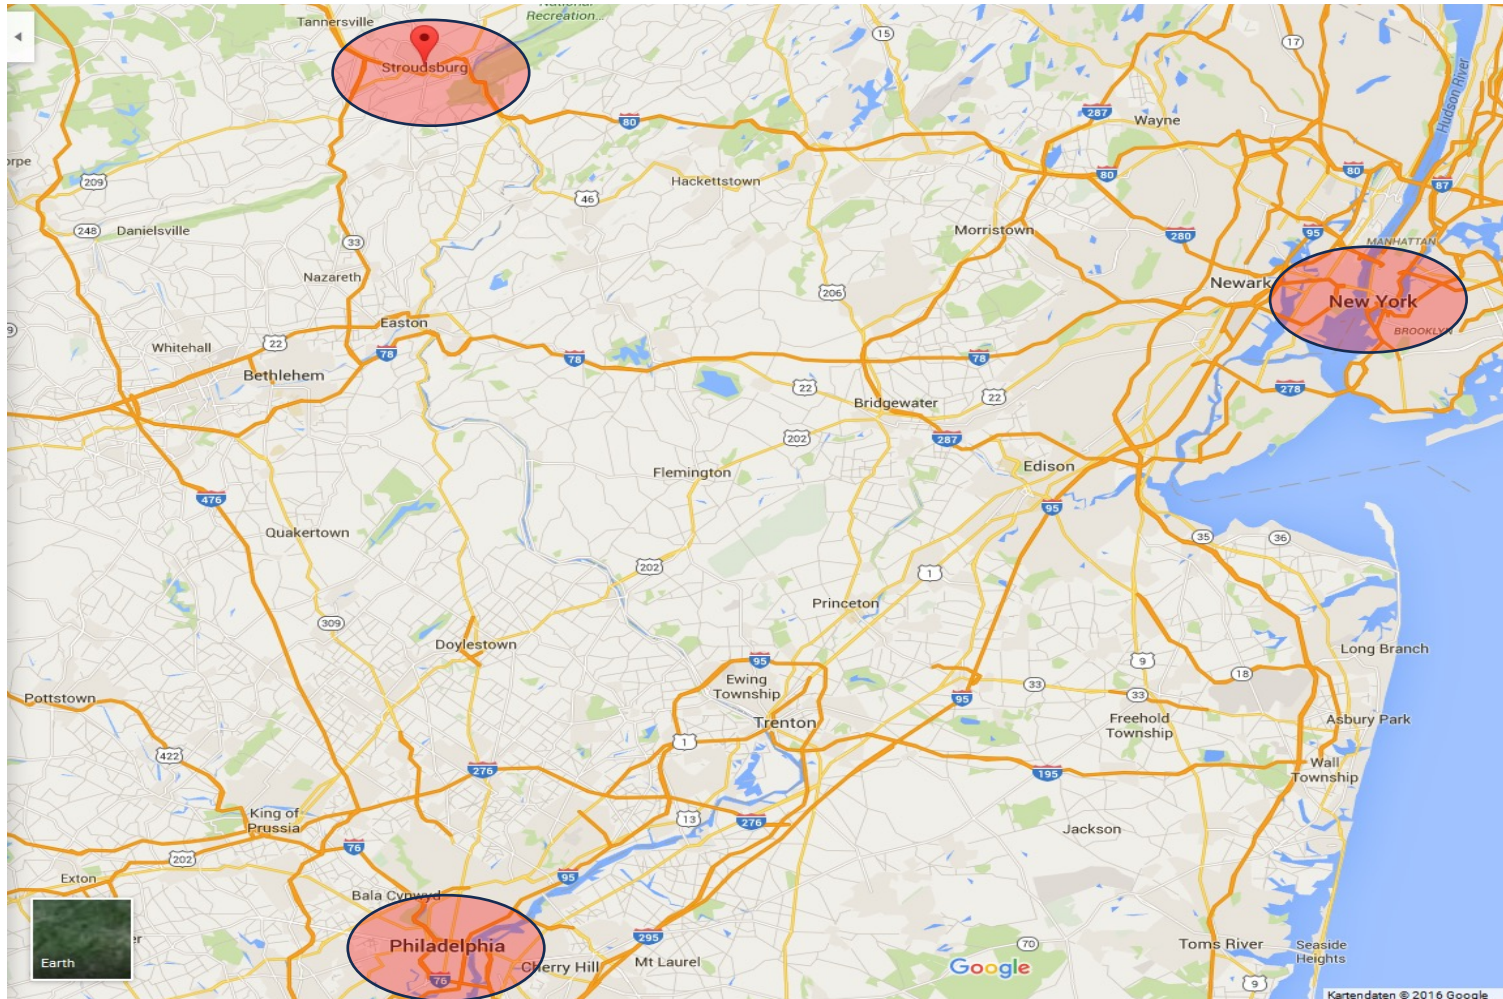 Tannersville
National
Recreation...
15
17
Stroudsburg
Hudson River
287
80
Wayne
orpe
209
Hackettstown
80
80
87
46
248
Danielsville
33
Morristown
280
95
MANHATTAN
Nazareth
206
Newark
New York
9
Easton
BROOKLYN
Whitehall
22
78
78
78
Bethlehem
22
22
278
Bridgewater
202
287
Flemington
Edison
476
95
Quakertown
35
36
202
1
Princeton
309
Doylestown
95
9
Long Branch
Ewing
Township
18
Pottstown
95
33
33
Trenton
Freehold
Township
Asbury Park
422
1
276
195
Wall
Township
King of
Prussia
13
276
Jackson
76
202
Exton
95
Bala Cynwyd
er
Philadelphia
295
70
Toms River
Seaside
Heights
Earth
76
Cherry Hill
Mt Laurel
Google
9
Kartendaten © 2016 Google